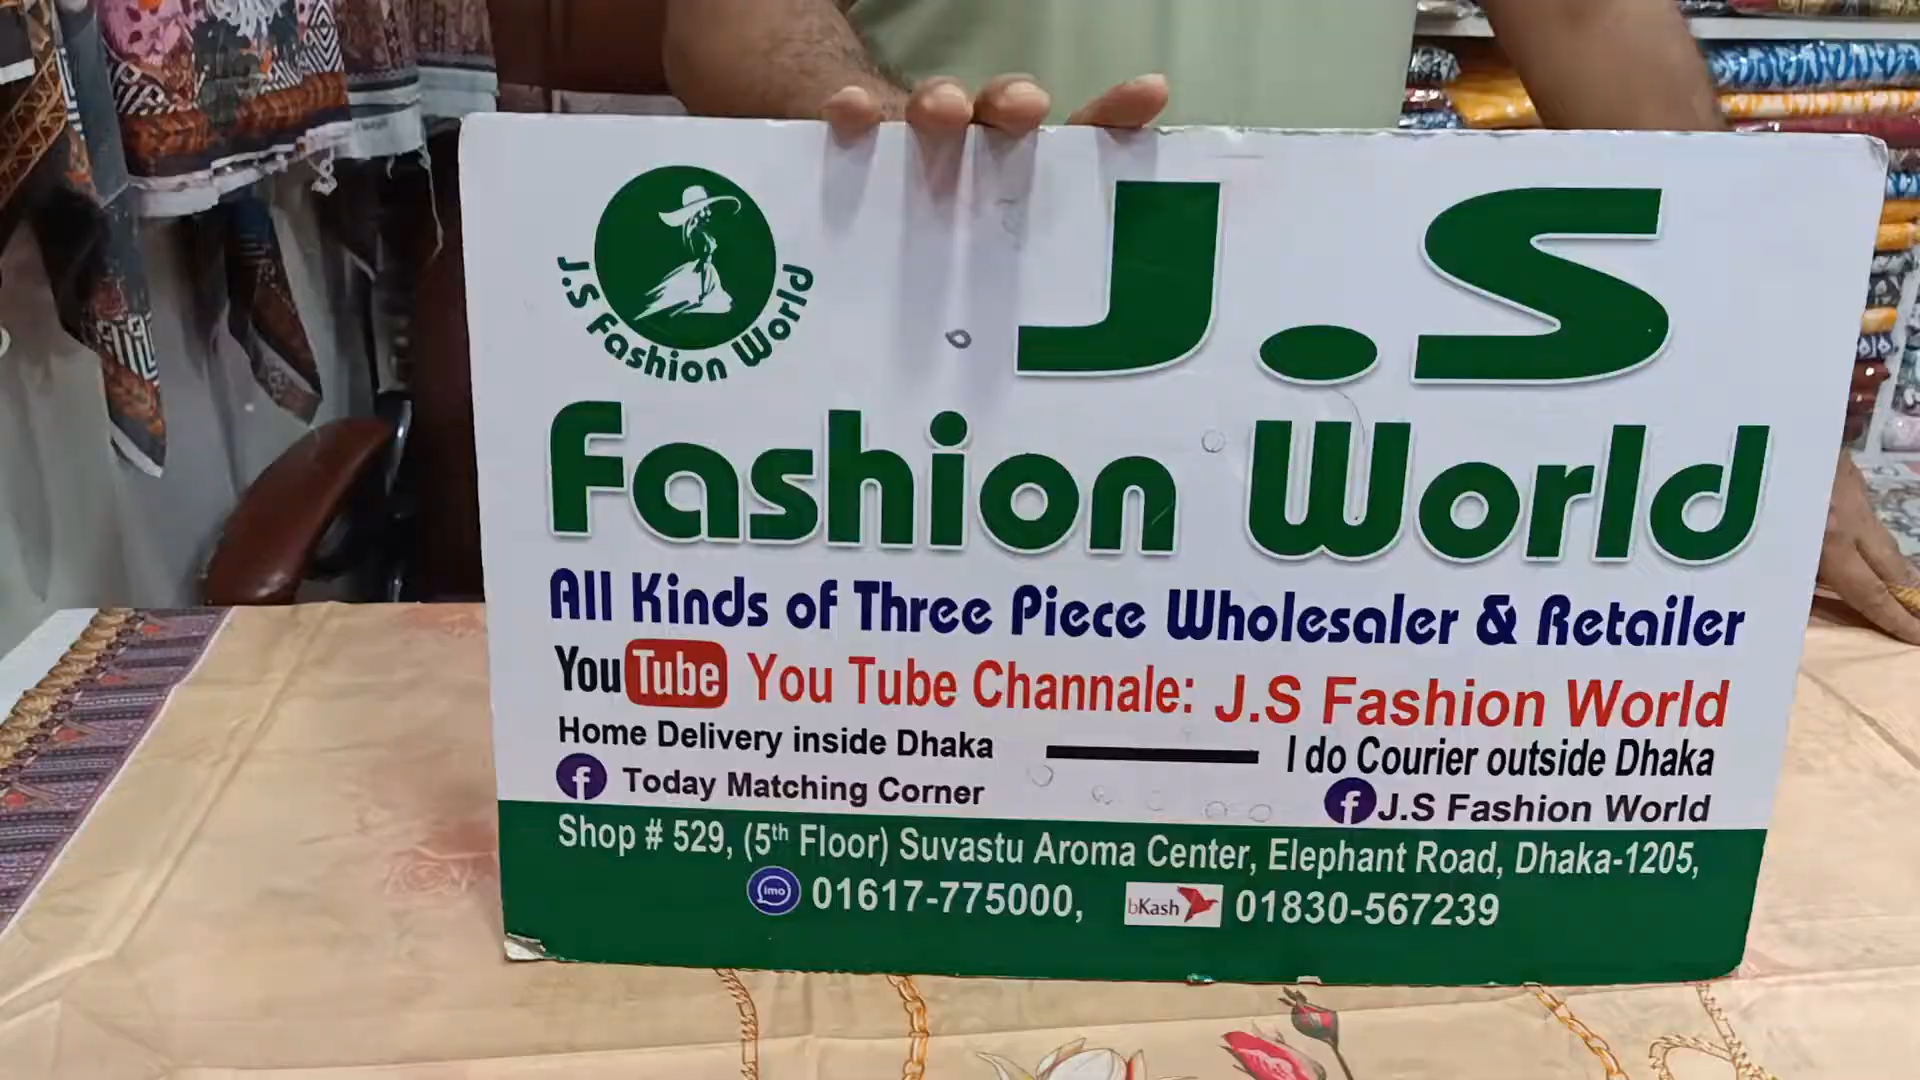 J.S Fashion World
J.S
Fashion World
All Kinds of Three Piece Wholesaler & Retailer
YouTube You Tube Channale: J.S Fashion World
Home Delivery inside Dhaka I do Courier outside Dhaka
f Today Matching Corner f J.S Fashion World
Shop # 529, (5th Floor) Suvastu Aroma Center, Elephant Road, Dhaka-1205,
imo 01617-775000, bKash 01830-567239